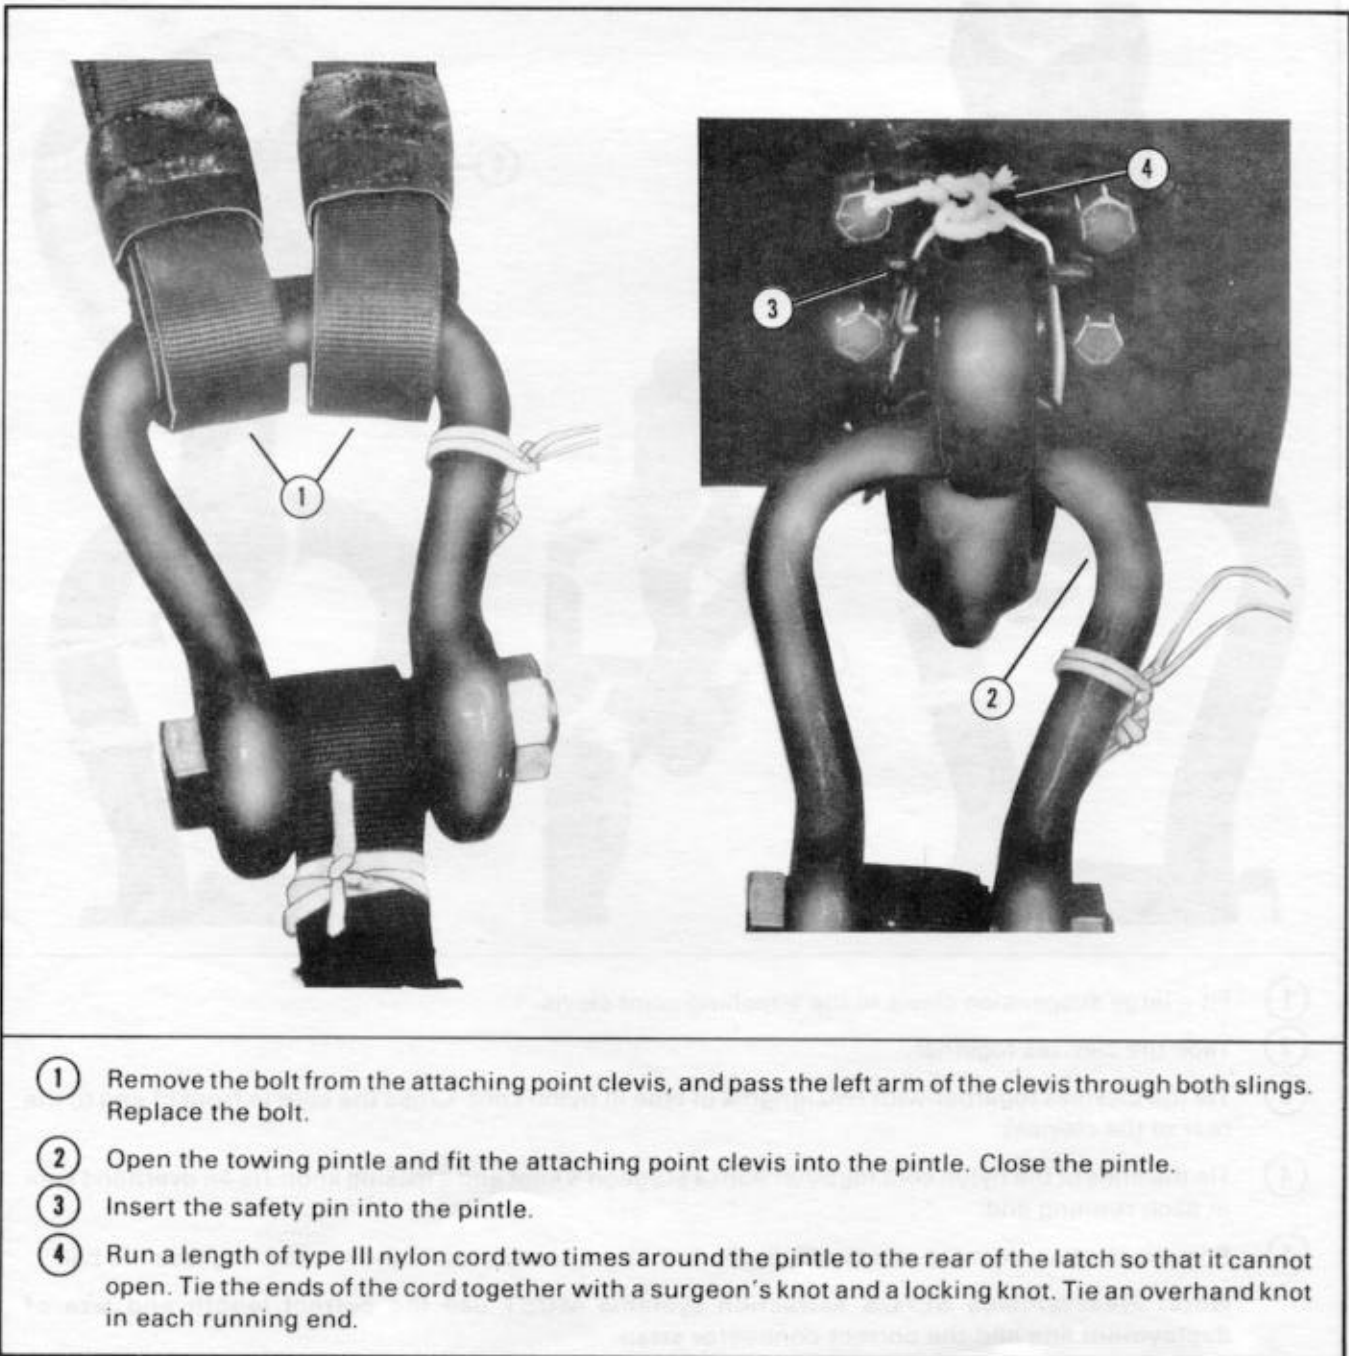 4
3
1
2
1 Remove the bolt from the attaching point clevis, and pass the left arm of the clevis through both slings.
Replace the bolt.
2 Open the towing pintle and fit the attaching point clevis into the pintle. Close the pintle.
3 Insert the safety pin into the pintle.
4 Run a length of type III nylon cord two times around the pintle to the rear of the latch so that it cannot
open. Tie the ends of the cord together with a surgeon's knot and a locking knot. Tie an overhand knot
in each running end.